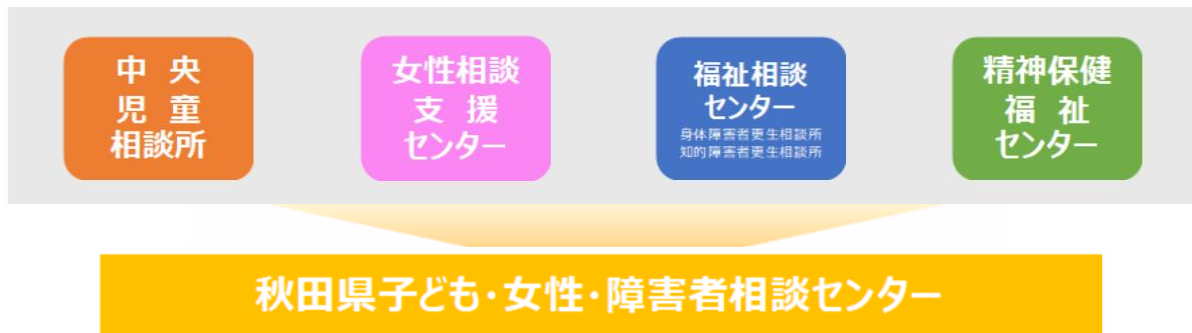 中 央
児 童
相談所
女性相談
支 援
センター
福祉相談
センター
身体障害者更生相談所
知的障害者更生相談所
精神保健
福 祉
センター
秋田県子ども・女性・障害者相談センター